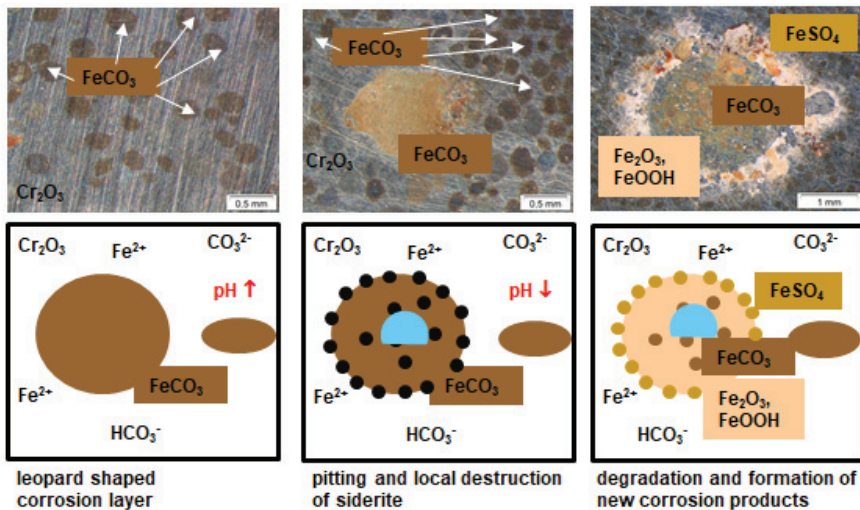 FeCO₃
Cr₂O₃
0.5 mm
FeCO₃
Cr₂O₃
FeCO₃
0.5 mm
FeSO₄
FeCO₃
Fe₂O₃,
FeOOH
1 mm
Cr₂O₃
Fe²⁺
CO₃²⁻
pH ↑
FeCO₃
Fe²⁺
HCO₃⁻
Cr₂O₃
Fe²⁺
CO₃²⁻
pH ↓
FeCO₃
Fe²⁺
HCO₃⁻
Cr₂O₃
Fe²⁺
CO₃²⁻
FeSO₄
FeCO₃
Fe₂O₃,
FeOOH
Fe²⁺
HCO₃⁻
leopard shaped
corrosion layer
pitting and local destruction
of siderite
degradation and formation of
new corrosion products